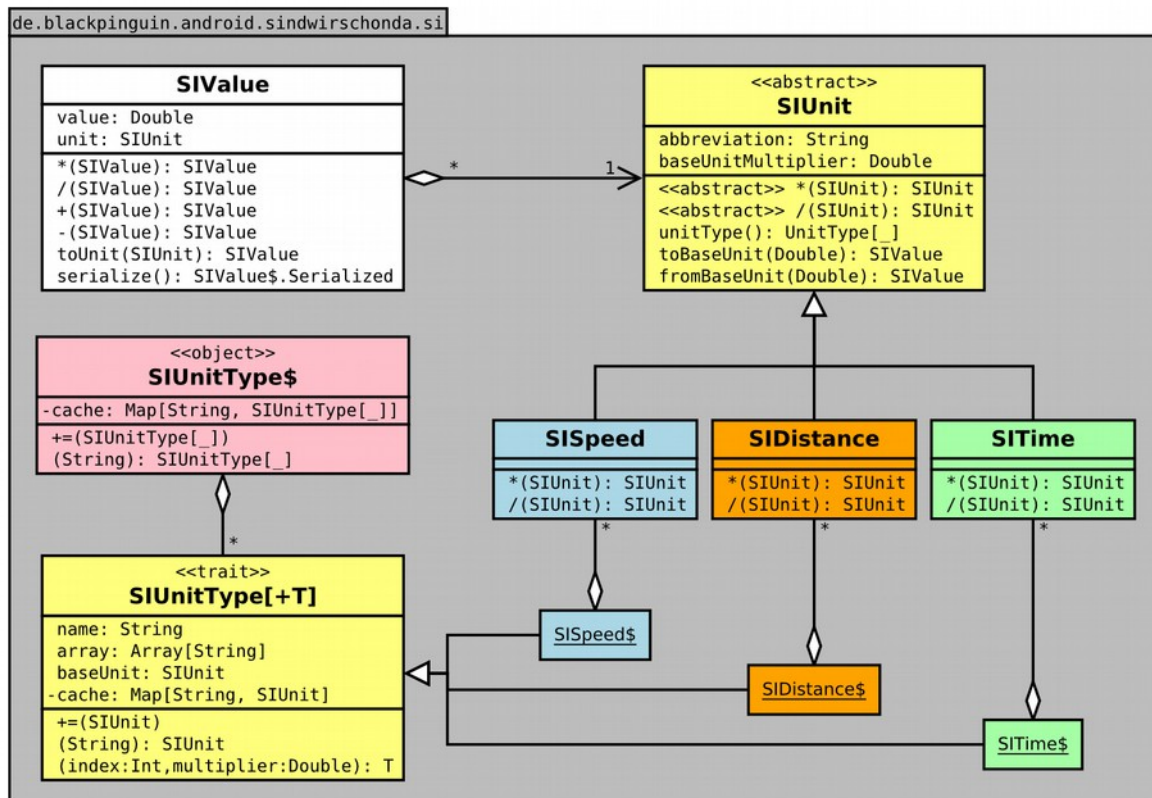 de.blackpinguin.android.sindwirschonda.si
SIValue
value: Double
unit: SIUnit
*(SIValue): SIValue
/(SIValue): SIValue
+(SIValue): SIValue
-(SIValue): SIValue
toUnit(SIUnit): SIValue
serialize(): SIValue$.Serialized
* 1
<<abstract>>
SIUnit
abbreviation: String
baseUnitMultiplier: Double
<<abstract>> *(SIUnit): SIUnit
<<abstract>> /(SIUnit): SIUnit
unitType(): UnitType[_]
toBaseUnit(Double): SIValue
fromBaseUnit(Double): SIValue
<<object>>
SIUnitType$
-cache: Map[String, SIUnitType[_]]
+=(SIUnitType[_])
(String): SIUnitType[_]
*
SISpeed
*(SIUnit): SIUnit
/(SIUnit): SIUnit
*
SIDistance
*(SIUnit): SIUnit
/(SIUnit): SIUnit
*
SITime
*(SIUnit): SIUnit
/(SIUnit): SIUnit
*
<<trait>>
SIUnitType[+T]
name: String
array: Array[String]
baseUnit: SIUnit
-cache: Map[String, SIUnit]
+=(SIUnit)
(String): SIUnit
(index:Int,multiplier:Double): T
SISpeed$
SIDistance$
SITime$